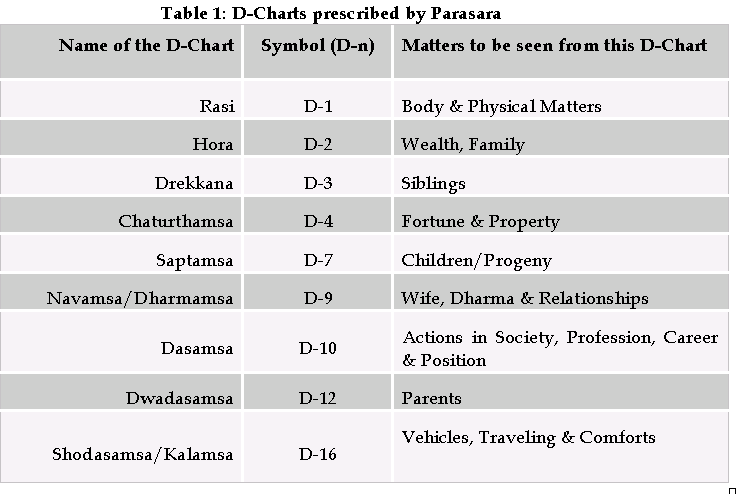 Table 1: D-Charts prescribed by Parasara
Name of the D-Chart Symbol (D-n) Matters to be seen from this D-Chart
Rasi D-1 Body & Physical Matters
Hora D-2 Wealth, Family
Drekkana D-3 Siblings
Chaturthamsa D-4 Fortune & Property
Saptamsa D-7 Children/Progeny
Navamsa/Dharmamsa D-9 Wife, Dharma & Relationships
Dasamsa D-10 Actions in Society, Profession, Career
& Position
Dwadasamsa D-12 Parents
Shodasamsa/Kalamsa D-16 Vehicles, Traveling & Comforts